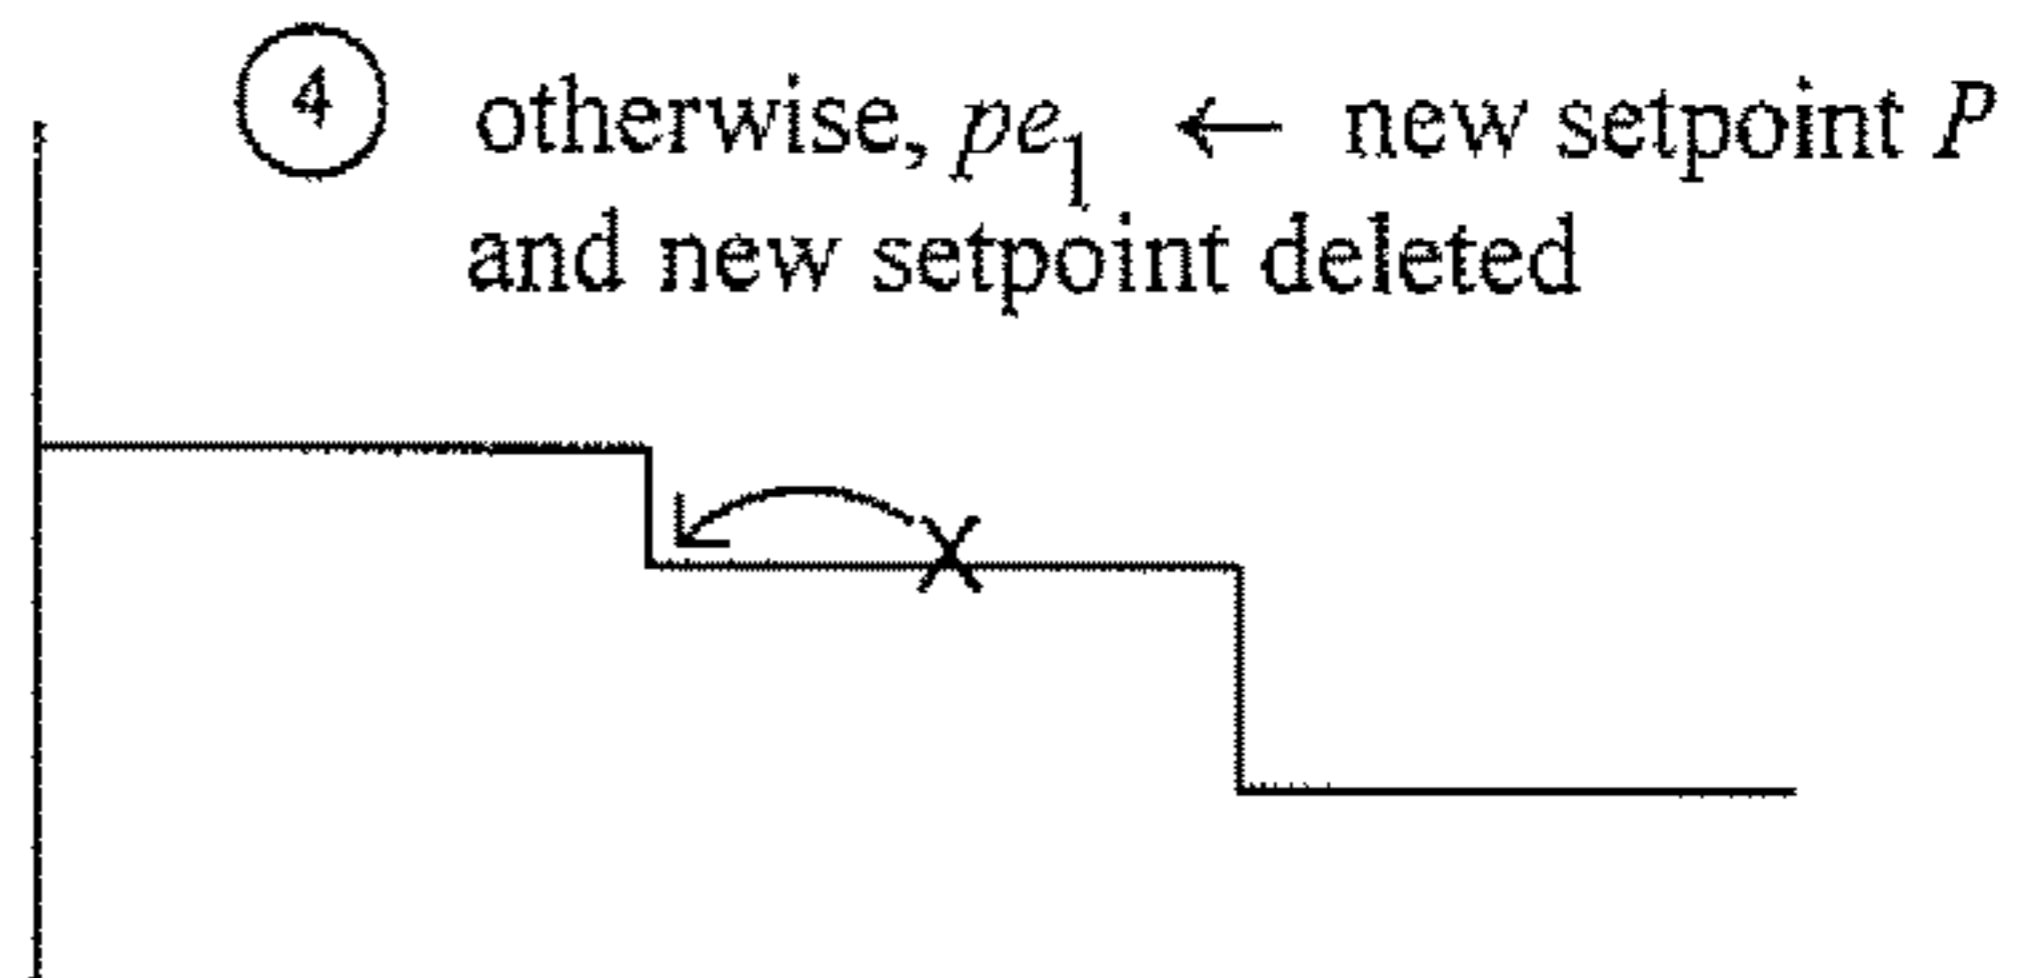 ④ otherwise, pe₁ ← new setpoint P
and new setpoint deleted